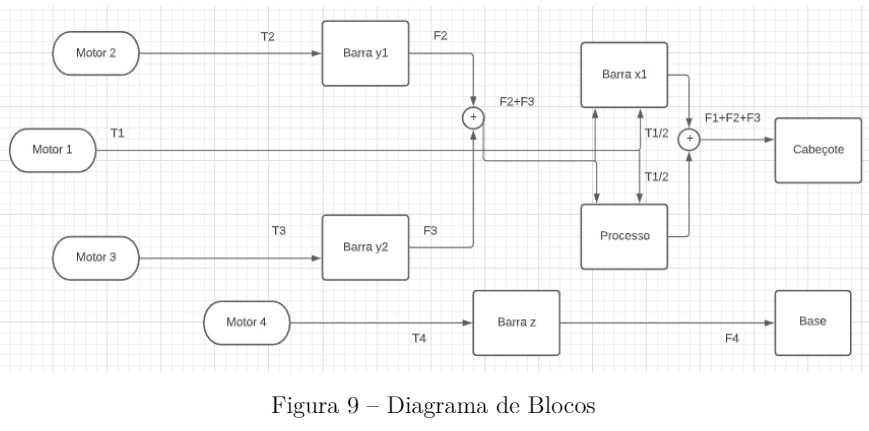 Motor 2
T2
Barra y1
F2
Barra x1
F2+F3
+
Motor 1
T1
T1/2
+
F1+F2+F3
Cabeçote
T1/2
Motor 3
T3
Barra y2
F3
Processo
Motor 4
T4
Barra z
F4
Base
Figura 9 – Diagrama de Blocos